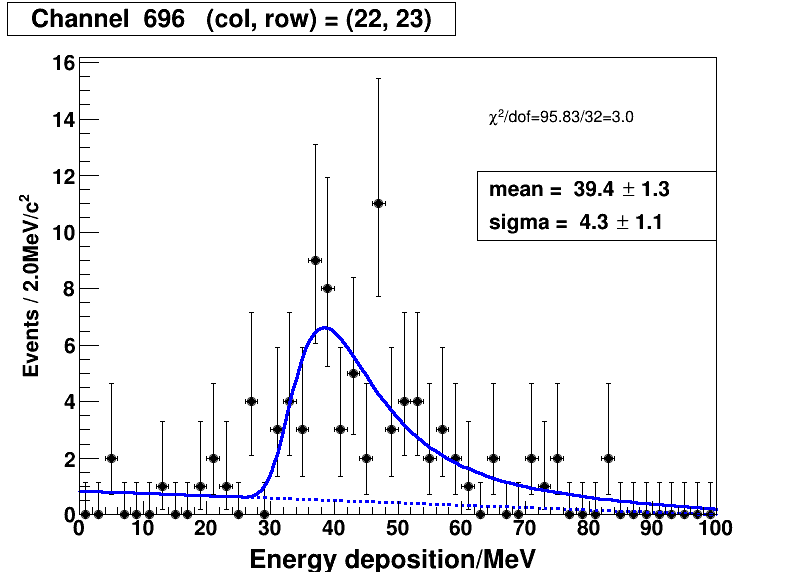 Channel 696 (col, row) = (22, 23)
Events / 2.0MeV/c²
16
14
12
10
8
6
4
2
0
χ²/dof=95.83/32=3.0
mean = 39.4 ± 1.3
sigma = 4.3 ± 1.1
0 10 20 30 40 50 60 70 80 90 100
Energy deposition/MeV